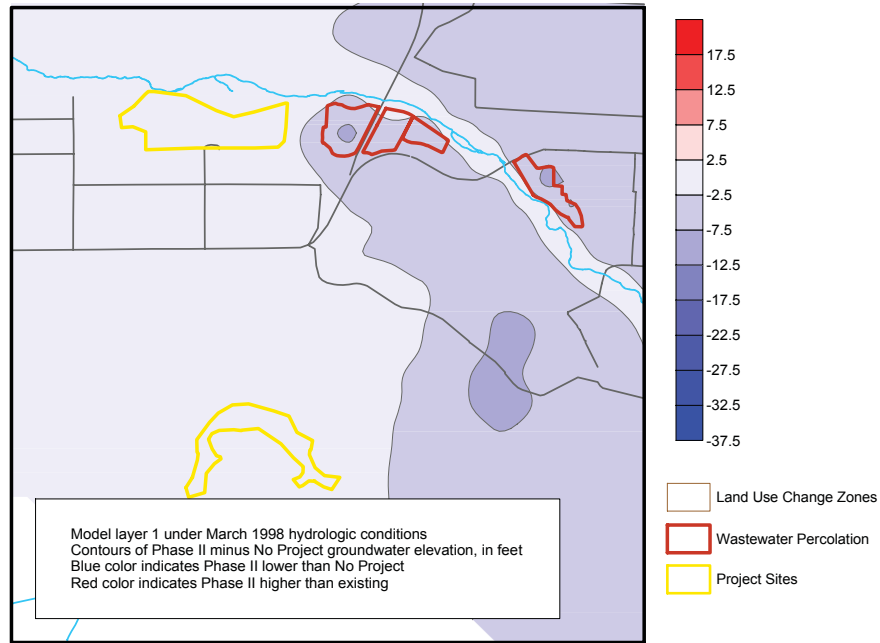 17.5
12.5
7.5
2.5
-2.5
-7.5
-12.5
-17.5
-22.5
-27.5
-32.5
-37.5
Land Use Change Zones
Wastewater Percolation
Project Sites
Model layer 1 under March 1998 hydrologic conditions
Contours of Phase II minus No Project groundwater elevation, in feet
Blue color indicates Phase II lower than No Project
Red color indicates Phase II higher than existing